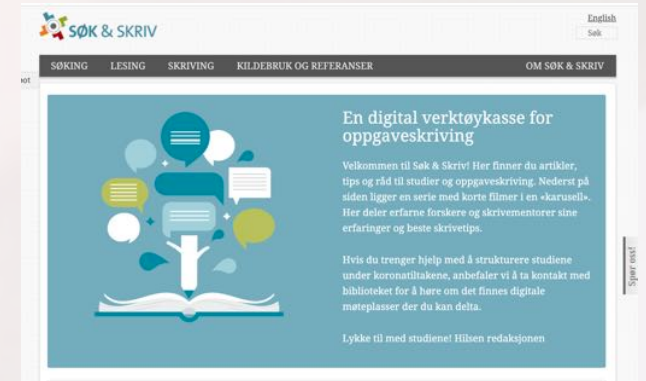 SØK & SKRIV
English
Søk
SØKING LESING SKRIVING KILDEBRUK OG REFERANSER OM SØK & SKRIV
En digital verktøykasse for
oppgaveskriving
Velkommen til Søk & Skriv! Her finner du artikler,
tips og råd til studier og oppgaveskriving. Nederst på
siden ligger en serie med korte filmer i en «karusell».
Her deler erfarne forskere og skrivementorer sine
erfaringer og beste skrivetips.
Hvis du trenger hjelp med å strukturere studiene
under koronatiltakene, anbefaler vi å ta kontakt med
biblioteket for å høre om det finnes digitale
møteplasser der du kan delta.
Lykke til med studiene! Hilsen redaksjonen
Spør oss!